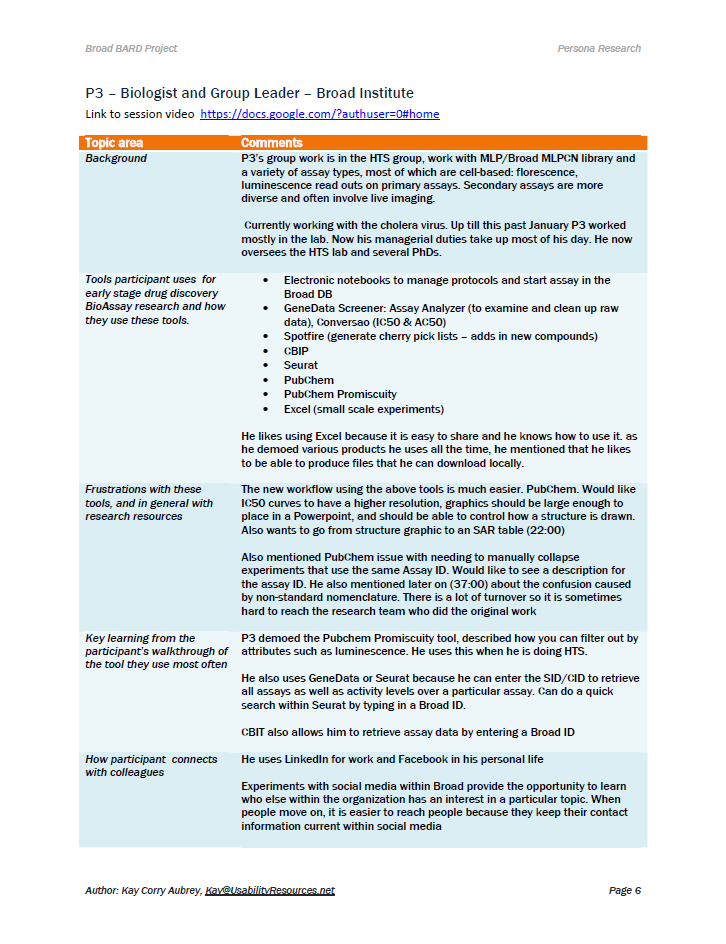 Broad BARD Project
Persona Research
P3 – Biologist and Group Leader – Broad Institute
Link to session video https://docs.google.com/?authuser=0#home
Topic area
Comments
Background
P3's group work is in the HTS group, work with MLP/Broad MLPCN library and
a variety of assay types, most of which are cell-based: florescence,
luminescence read outs on primary assays. Secondary assays are more
diverse and often involve live imaging.
Currently working with the cholera virus. Up till this past January P3 worked
mostly in the lab. Now his managerial duties take up most of his day. He now
oversees the HTS lab and several PhDs.
Tools participant uses for
early stage drug discovery
BioAssay research and how
they use these tools.
• Electronic notebooks to manage protocols and start assay in the
Broad DB
• GeneData Screener: Assay Analyzer (to examine and clean up raw
data), Conversao (IC50 & AC50)
• Spotfire (generate cherry pick lists – adds in new compounds)
• CBIP
• Seurat
• PubChem
• PubChem Promiscuity
• Excel (small scale experiments)
He likes using Excel because it is easy to share and he knows how to use it. as
he demoed various products he uses all the time, he mentioned that he likes
to be able to produce files that he can download locally.
Frustrations with these
tools, and in general with
research resources
The new workflow using the above tools is much easier. PubChem. Would like
IC50 curves to have a higher resolution, graphics should be large enough to
place in a Powerpoint, and should be able to control how a structure is drawn.
Also wants to go from structure graphic to an SAR table (22:00)
Also mentioned PubChem issue with needing to manually collapse
experiments that use the same Assay ID. Would like to see a description for
the assay ID. He also mentioned later on (37:00) about the confusion caused
by non-standard nomenclature. There is a lot of turnover so it is sometimes
hard to reach the research team who did the original work
Key learning from the
participant's walkthrough of
the tool they use most often
P3 demoed the Pubchem Promiscuity tool, described how you can filter out by
attributes such as luminescence. He uses this when he is doing HTS.
He also uses GeneData or Seurat because he can enter the SID/CID to retrieve
all assays as well as activity levels over a particular assay. Can do a quick
search within Seurat by typing in a Broad ID.
CBIT also allows him to retrieve assay data by entering a Broad ID
How participant connects
with colleagues
He uses LinkedIn for work and Facebook in his personal life
Experiments with social media within Broad provide the opportunity to learn
who else within the organization has an interest in a particular topic. When
people move on, it is easier to reach people because they keep their contact
information current within social media
Author: Kay Corry Aubrey, Kay@UsabilityResources.net
Page 6